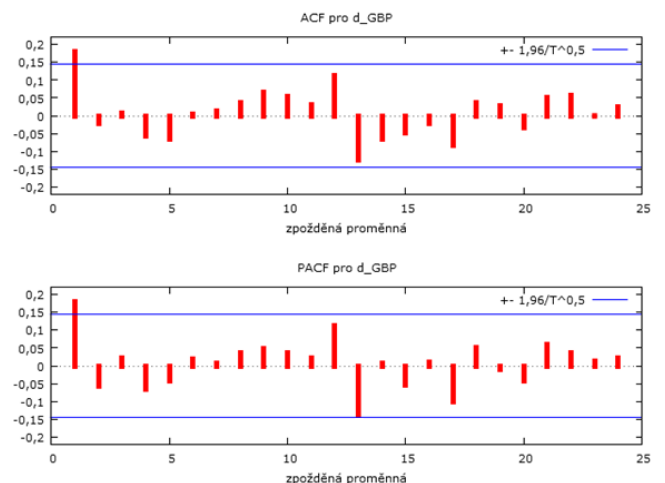 ACF pro d_GBP
+- 1,96/T^0,5
0,2
0,15
0,1
0,05
0
-0,05
-0,1
-0,15
-0,2
0 5 10 15 20 25
zpožděná proměnná
PACF pro d_GBP
+- 1,96/T^0,5
0,2
0,15
0,1
0,05
0
-0,05
-0,1
-0,15
-0,2
0 5 10 15 20 25
zpožděná proměnná